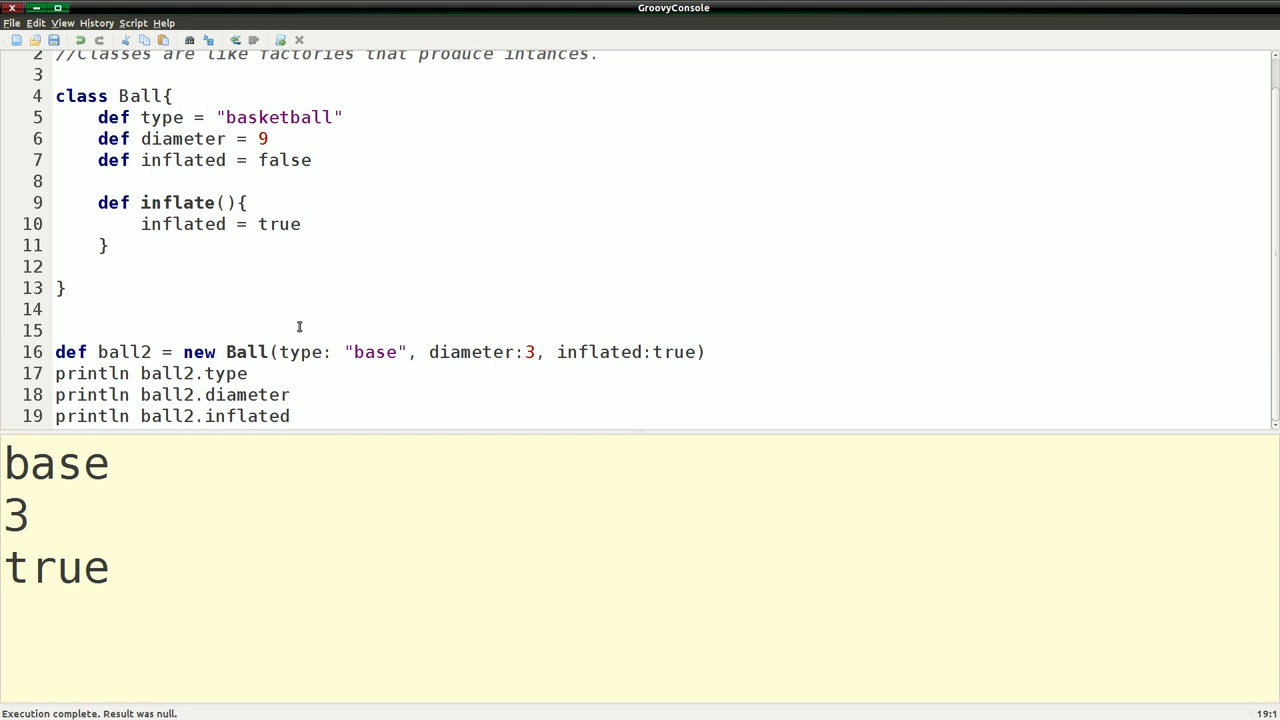 GroovyConsole
File Edit View History Script Help
2 //Classes are like factories that produce intances.
3
4 class Ball{
5 def type = "basketball"
6 def diameter = 9
7 def inflated = false
8
9 def inflate(){
10 inflated = true
11 }
12
13 }
14
15
16 def ball2 = new Ball(type: "base", diameter:3, inflated:true)
17 println ball2.type
18 println ball2.diameter
19 println ball2.inflated
base
3
true
Execution complete. Result was null. 19:1